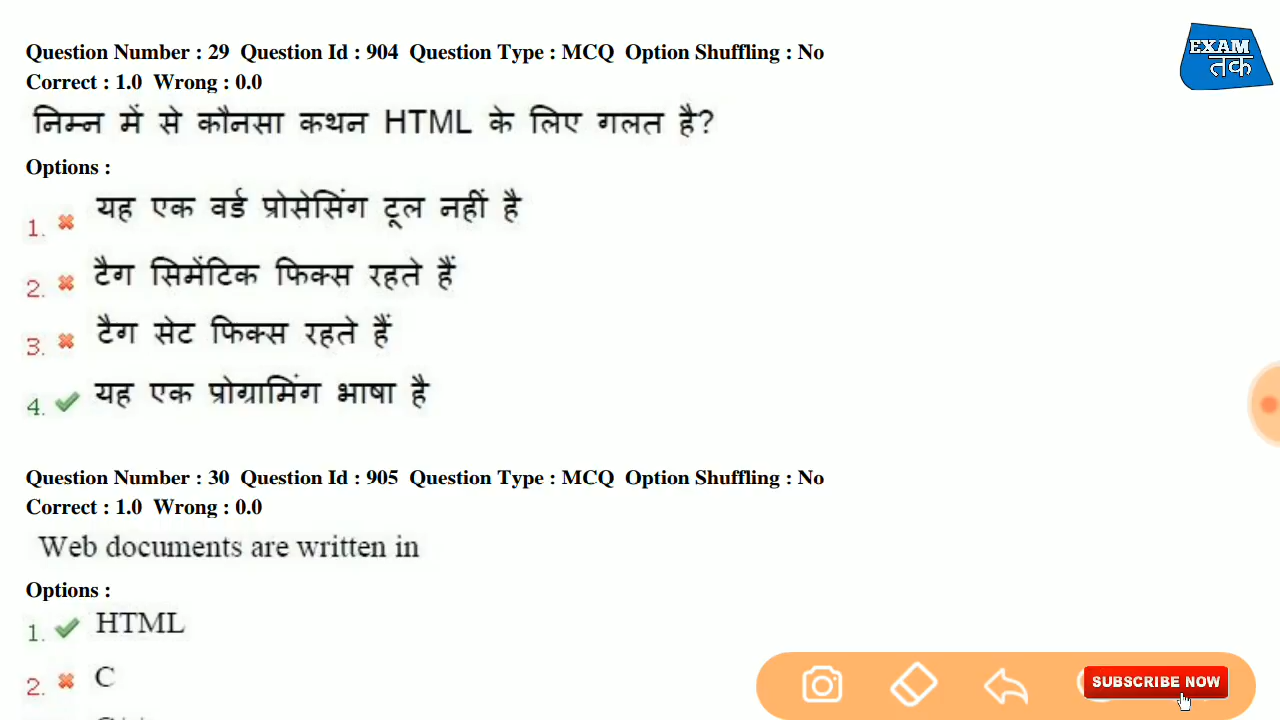 EXAM
तक
Question Number : 29 Question Id : 904 Question Type : MCQ Option Shuffling : No
Correct : 1.0 Wrong : 0.0
निम्न में से कौनसा कथन HTML के लिए गलत है?
Options :
1. यह एक वर्ड प्रोसेसिंग टूल नहीं है
2. टैग सिमेंटिक फिक्स रहते हैं
3. टैग सेट फिक्स रहते हैं
4. यह एक प्रोग्रामिंग भाषा है
Question Number : 30 Question Id : 905 Question Type : MCQ Option Shuffling : No
Correct : 1.0 Wrong : 0.0
Web documents are written in
Options :
1. HTML
2. C
SUBSCRIBE NOW